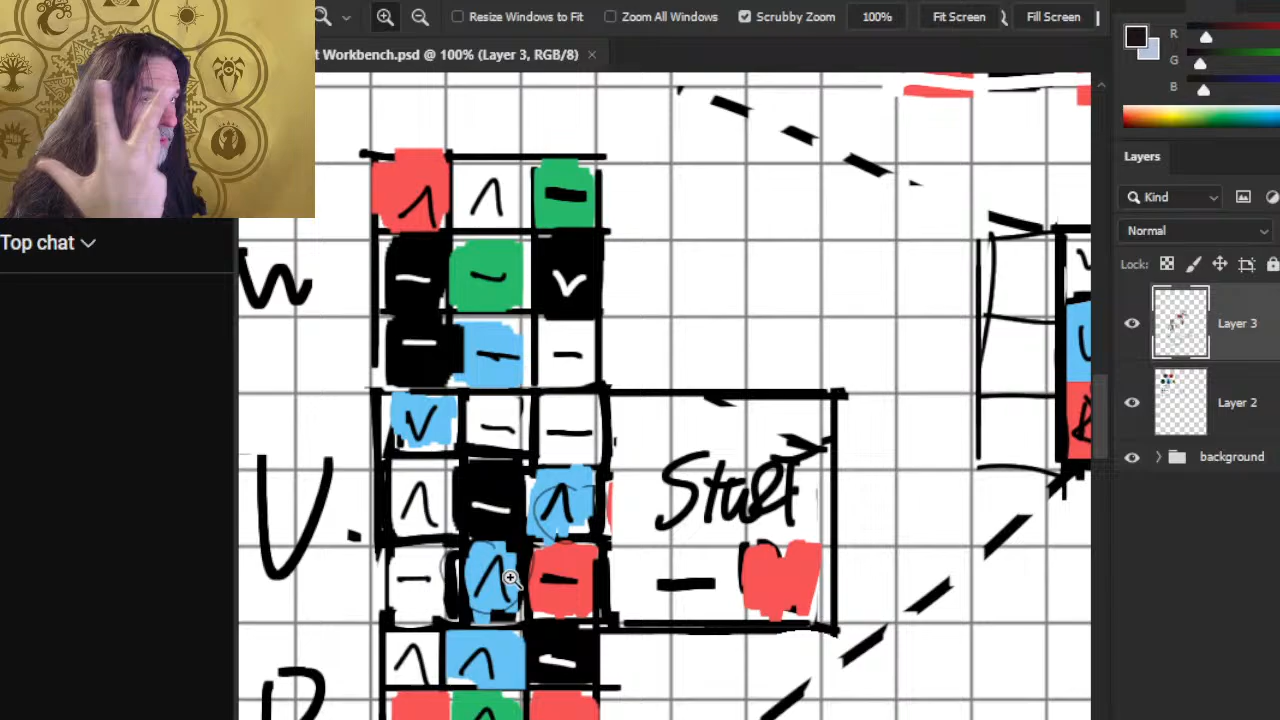 Resize Windows to Fit Zoom All Windows Scrubby Zoom 100% Fit Screen Fill Screen
t Workbench.psd @ 100% (Layer 3, RGB/8) ×
R
G
B
Layers
Kind
Normal
Lock:
Layer 3
Layer 2
background
Top chat
^ ^ -
- - v
- - -
v - -
^ - ^
- ^ -
^ ^ -
U.
Start
-